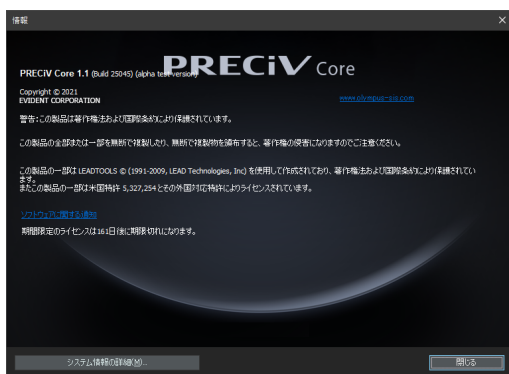 情報
PRECiV Core
PRECiV Core 1.1 (Build 25045) (alpha test version)
Copyright © 2021
EVIDENT CORPORATION
www.olympus-sis.com
警告:この製品は著作権法および国際条約により保護されています。
この製品の全部または一部を無断で複製したり、無断で複製物を頒布すると、著作権の侵害になりますのでご注意ください。
この製品の一部は LEADTOOLS © (1991-2009, LEAD Technologies, Inc) を使用して作成されており、著作権法および国際条約により保護されてい
ます。
またこの製品の一部は米国特許 5,327,254 とその外国対応特許によりライセンスされています。
ソフトウェアに関する通知
期間限定のライセンスは161日後に期限切れになります。
システム情報の詳細(M)...
閉じる